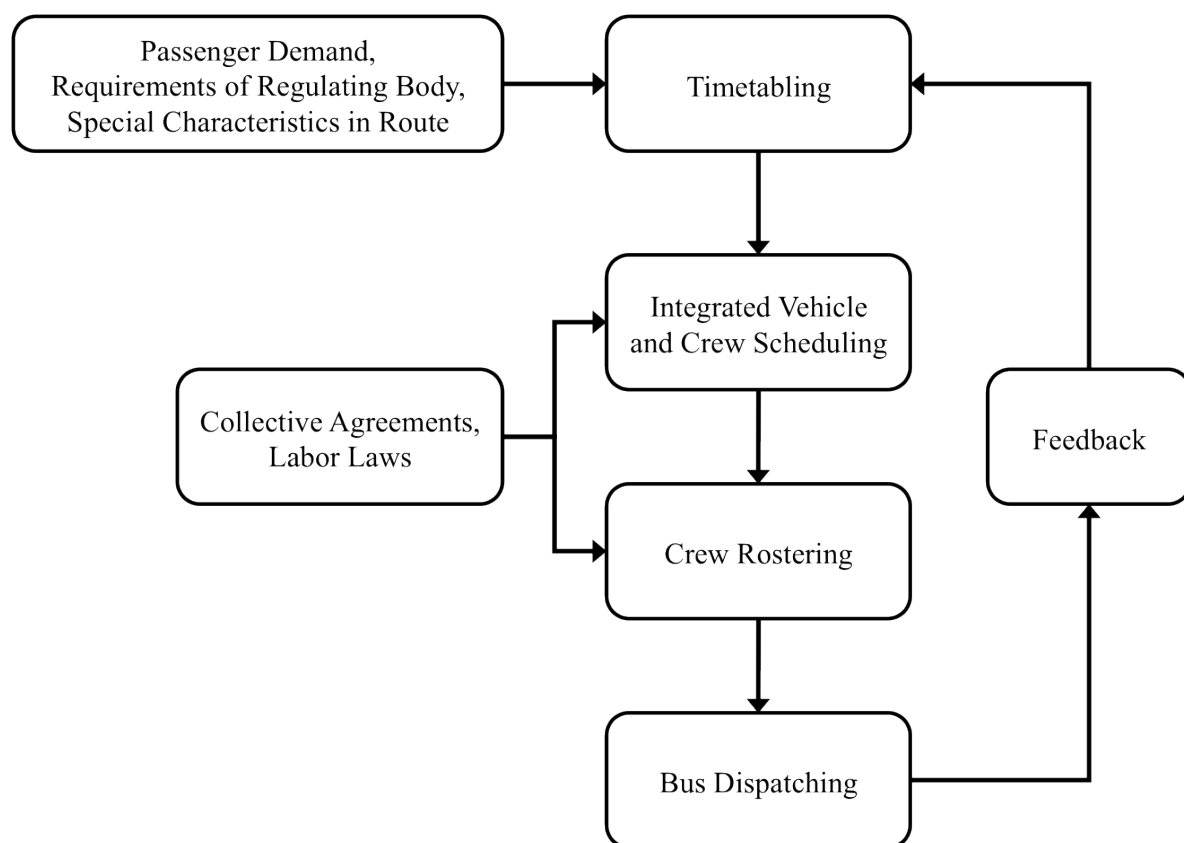 Passenger Demand,
Requirements of Regulating Body,
Special Characteristics in Route
Timetabling
Integrated Vehicle
and Crew Scheduling
Collective Agreements,
Labor Laws
Feedback
Crew Rostering
Bus Dispatching